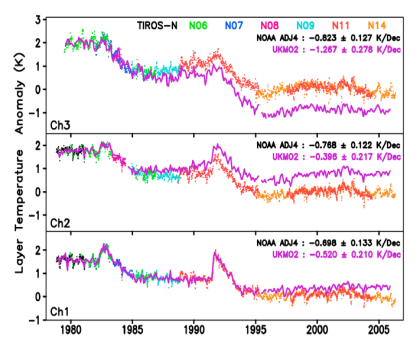 TIROS-N N06 N07 N08 N09 N11 N14
NOAA ADJ4 : -0.823 ± 0.127 K/Dec
UKMO2 : -1.267 ± 0.278 K/Dec
3
2
1
0
-1
Ch3
NOAA ADJ4 : -0.768 ± 0.122 K/Dec
UKMO2 : -0.396 ± 0.217 K/Dec
2
1
0
-1
Ch2
NOAA ADJ4 : -0.698 ± 0.133 K/Dec
UKMO2 : -0.520 ± 0.210 K/Dec
3
2
1
0
-1
Ch1
1980 1985 1990 1995 2000 2005
Layer Temperature Anomaly (K)